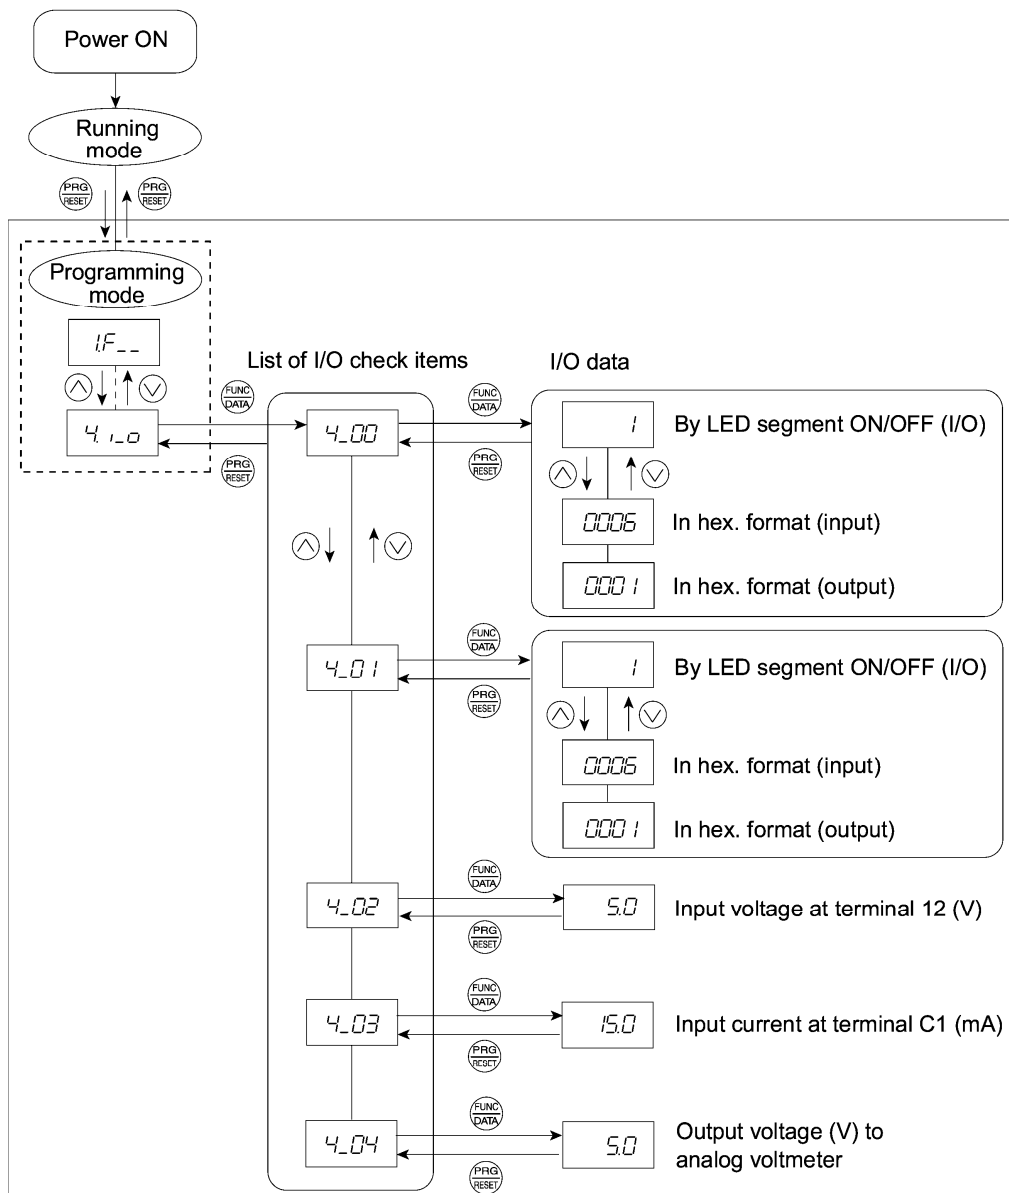 Power ON
Running
mode
PRG
RESET
PRG
RESET
Programming
mode
1.F__
List of I/O check items
I/O data
FUNC
DATA
FUNC
DATA
4.i_o
4_00
1
By LED segment ON/OFF (I/O)
PRG
RESET
PRG
RESET
0006
In hex. format (input)
0001
In hex. format (output)
FUNC
DATA
4_01
1
By LED segment ON/OFF (I/O)
PRG
RESET
0006
In hex. format (input)
0001
In hex. format (output)
FUNC
DATA
4_02
5.0
Input voltage at terminal 12 (V)
PRG
RESET
FUNC
DATA
4_03
15.0
Input current at terminal C1 (mA)
PRG
RESET
FUNC
DATA
4_04
5.0
Output voltage (V) to
analog voltmeter
PRG
RESET